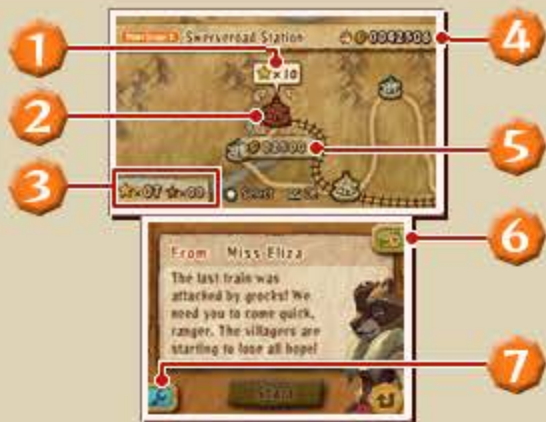 1
Swerveroad Station
0042506
4
×10
2
02500
5
3
×07 ×00
Select
6
From Miss Eliza
The last train was
attacked by grocks! We
need you to come quick,
ranger. The villagers are
starting to lose all hope!
7
Start